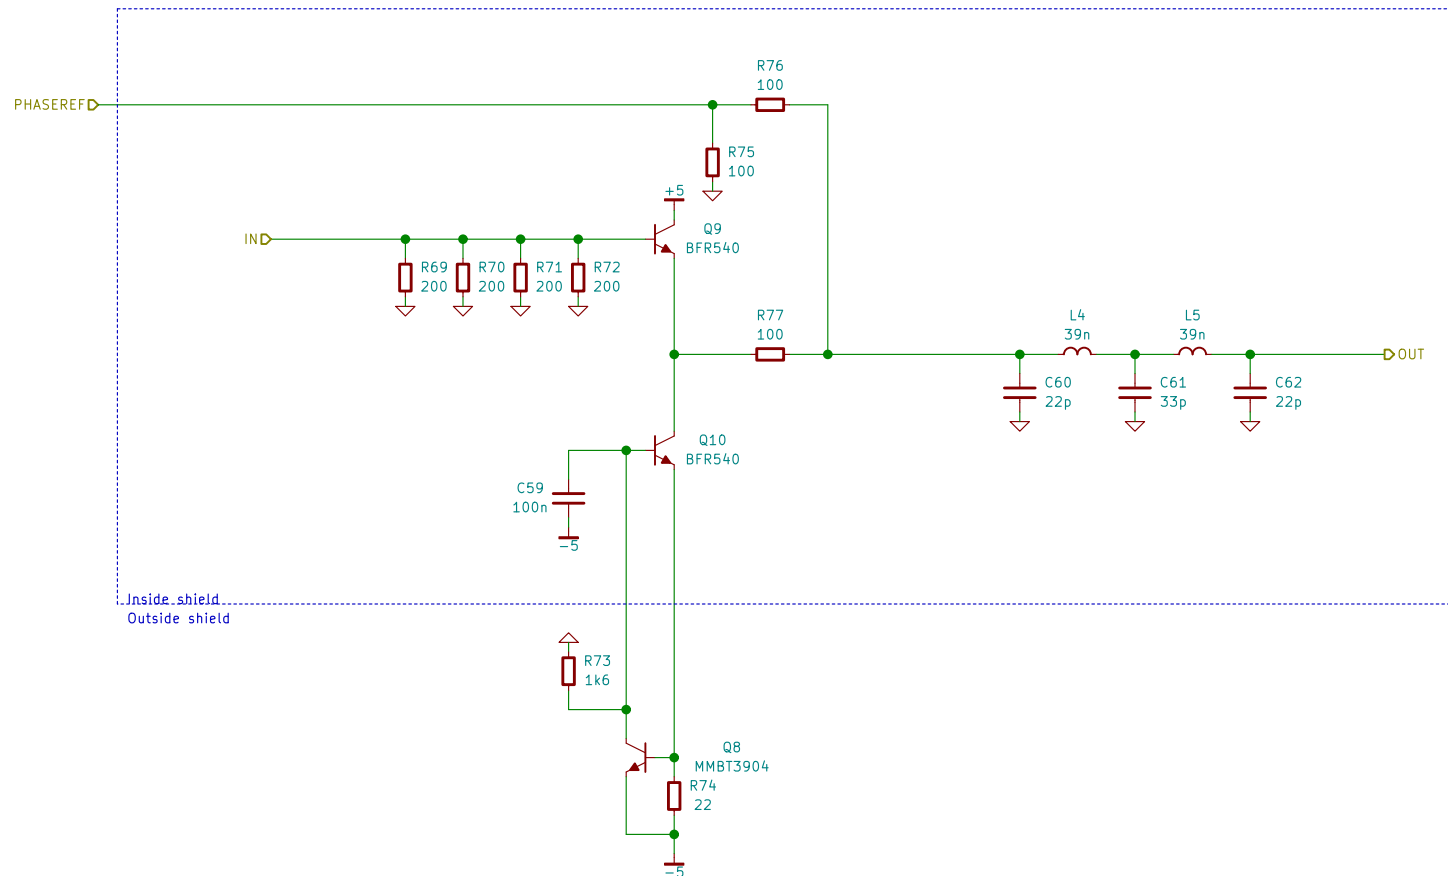 R76
100
PHASEREF
R75
100
+5
IN
Q9
BFR540
R69
200
R70
200
R71
200
R72
200
R77
100
L4
39n
L5
39n
OUT
C60
22p
C61
33p
C62
22p
Q10
BFR540
C59
100n
-5
Inside shield
Outside shield
R73
1k6
Q8
MMBT3904
R74
22
-5